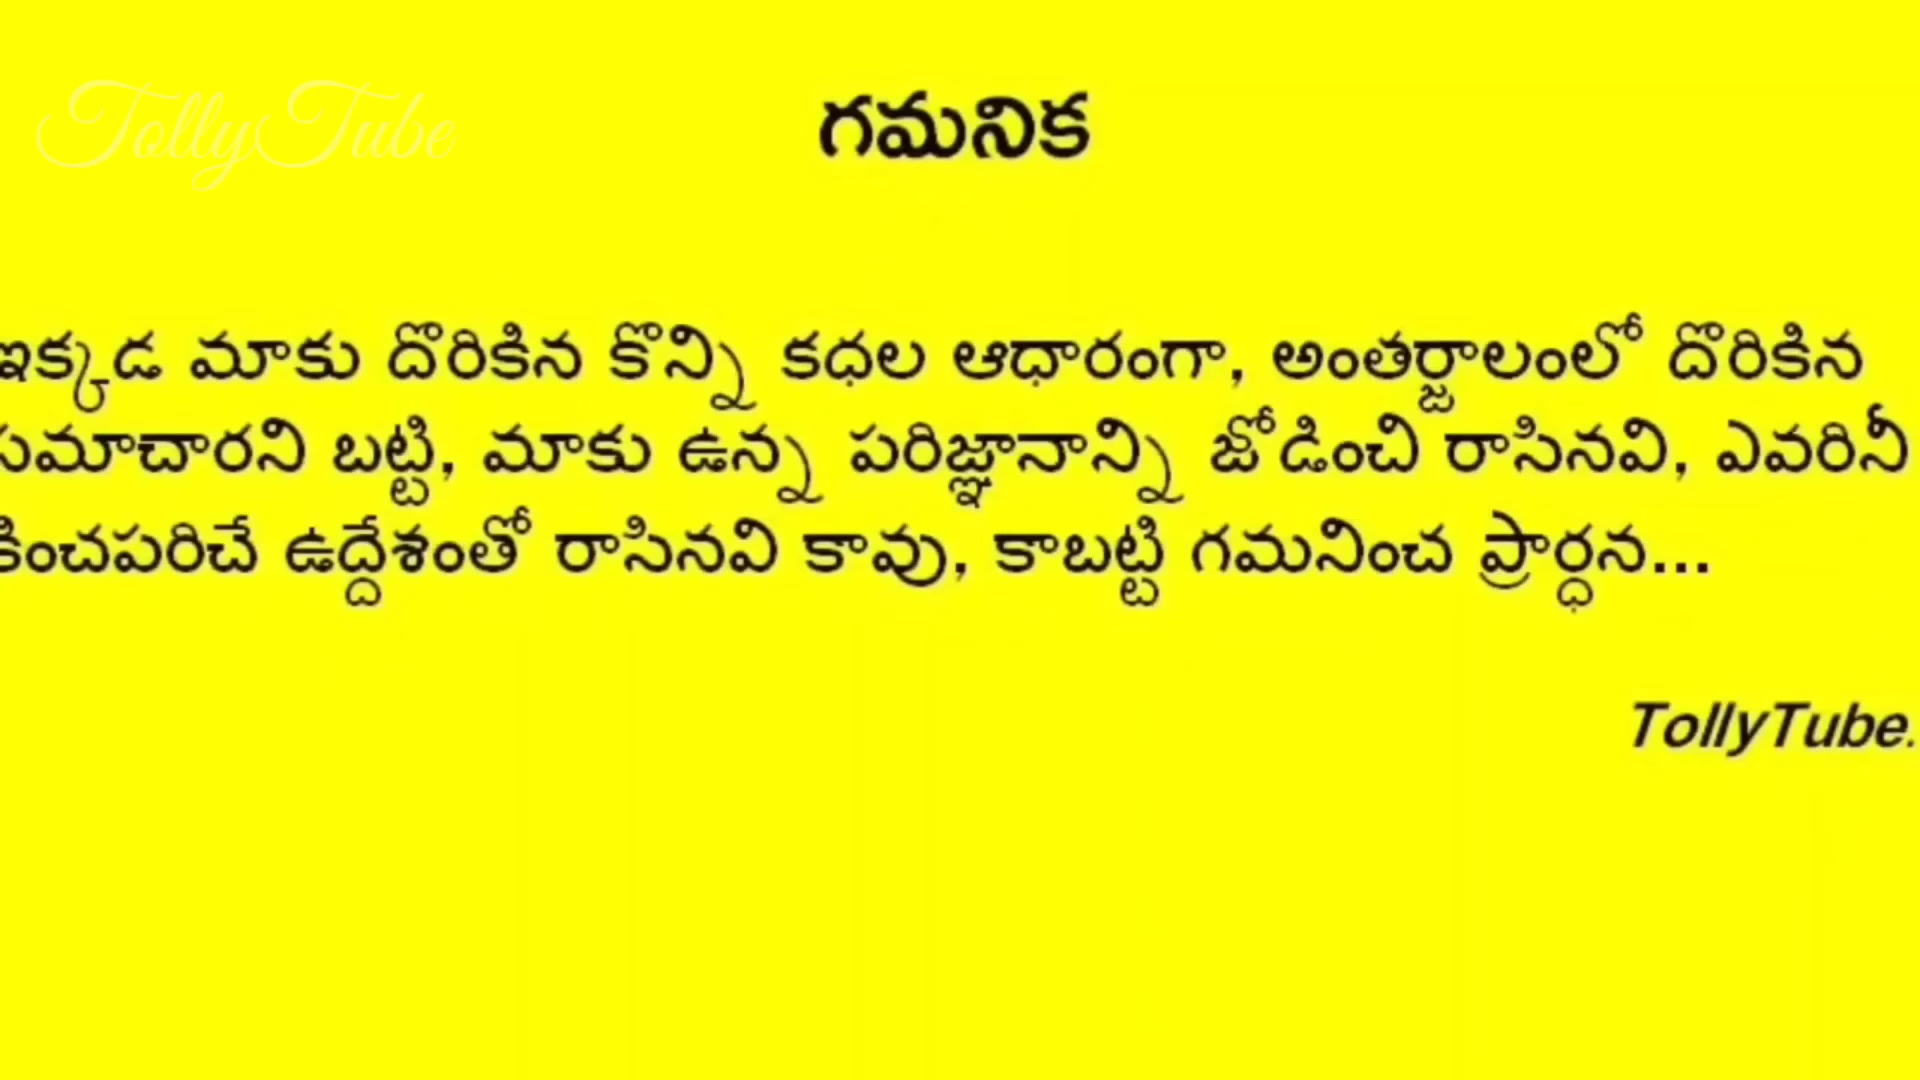 TollyTube
గమనిక
ఇక్కడ మాకు దొరికిన కొన్ని కధల ఆధారంగా, అంతర్జాలంలో దొరికిన
సమాచారని బట్టి, మాకు ఉన్న పరిజ్ఞానాన్ని జోడించి రాసినవి, ఎవరినీ
కించపరిచే ఉద్దేశంతో రాసినవి కావు, కాబట్టి గమనించ ప్రార్ధన...
TollyTube.